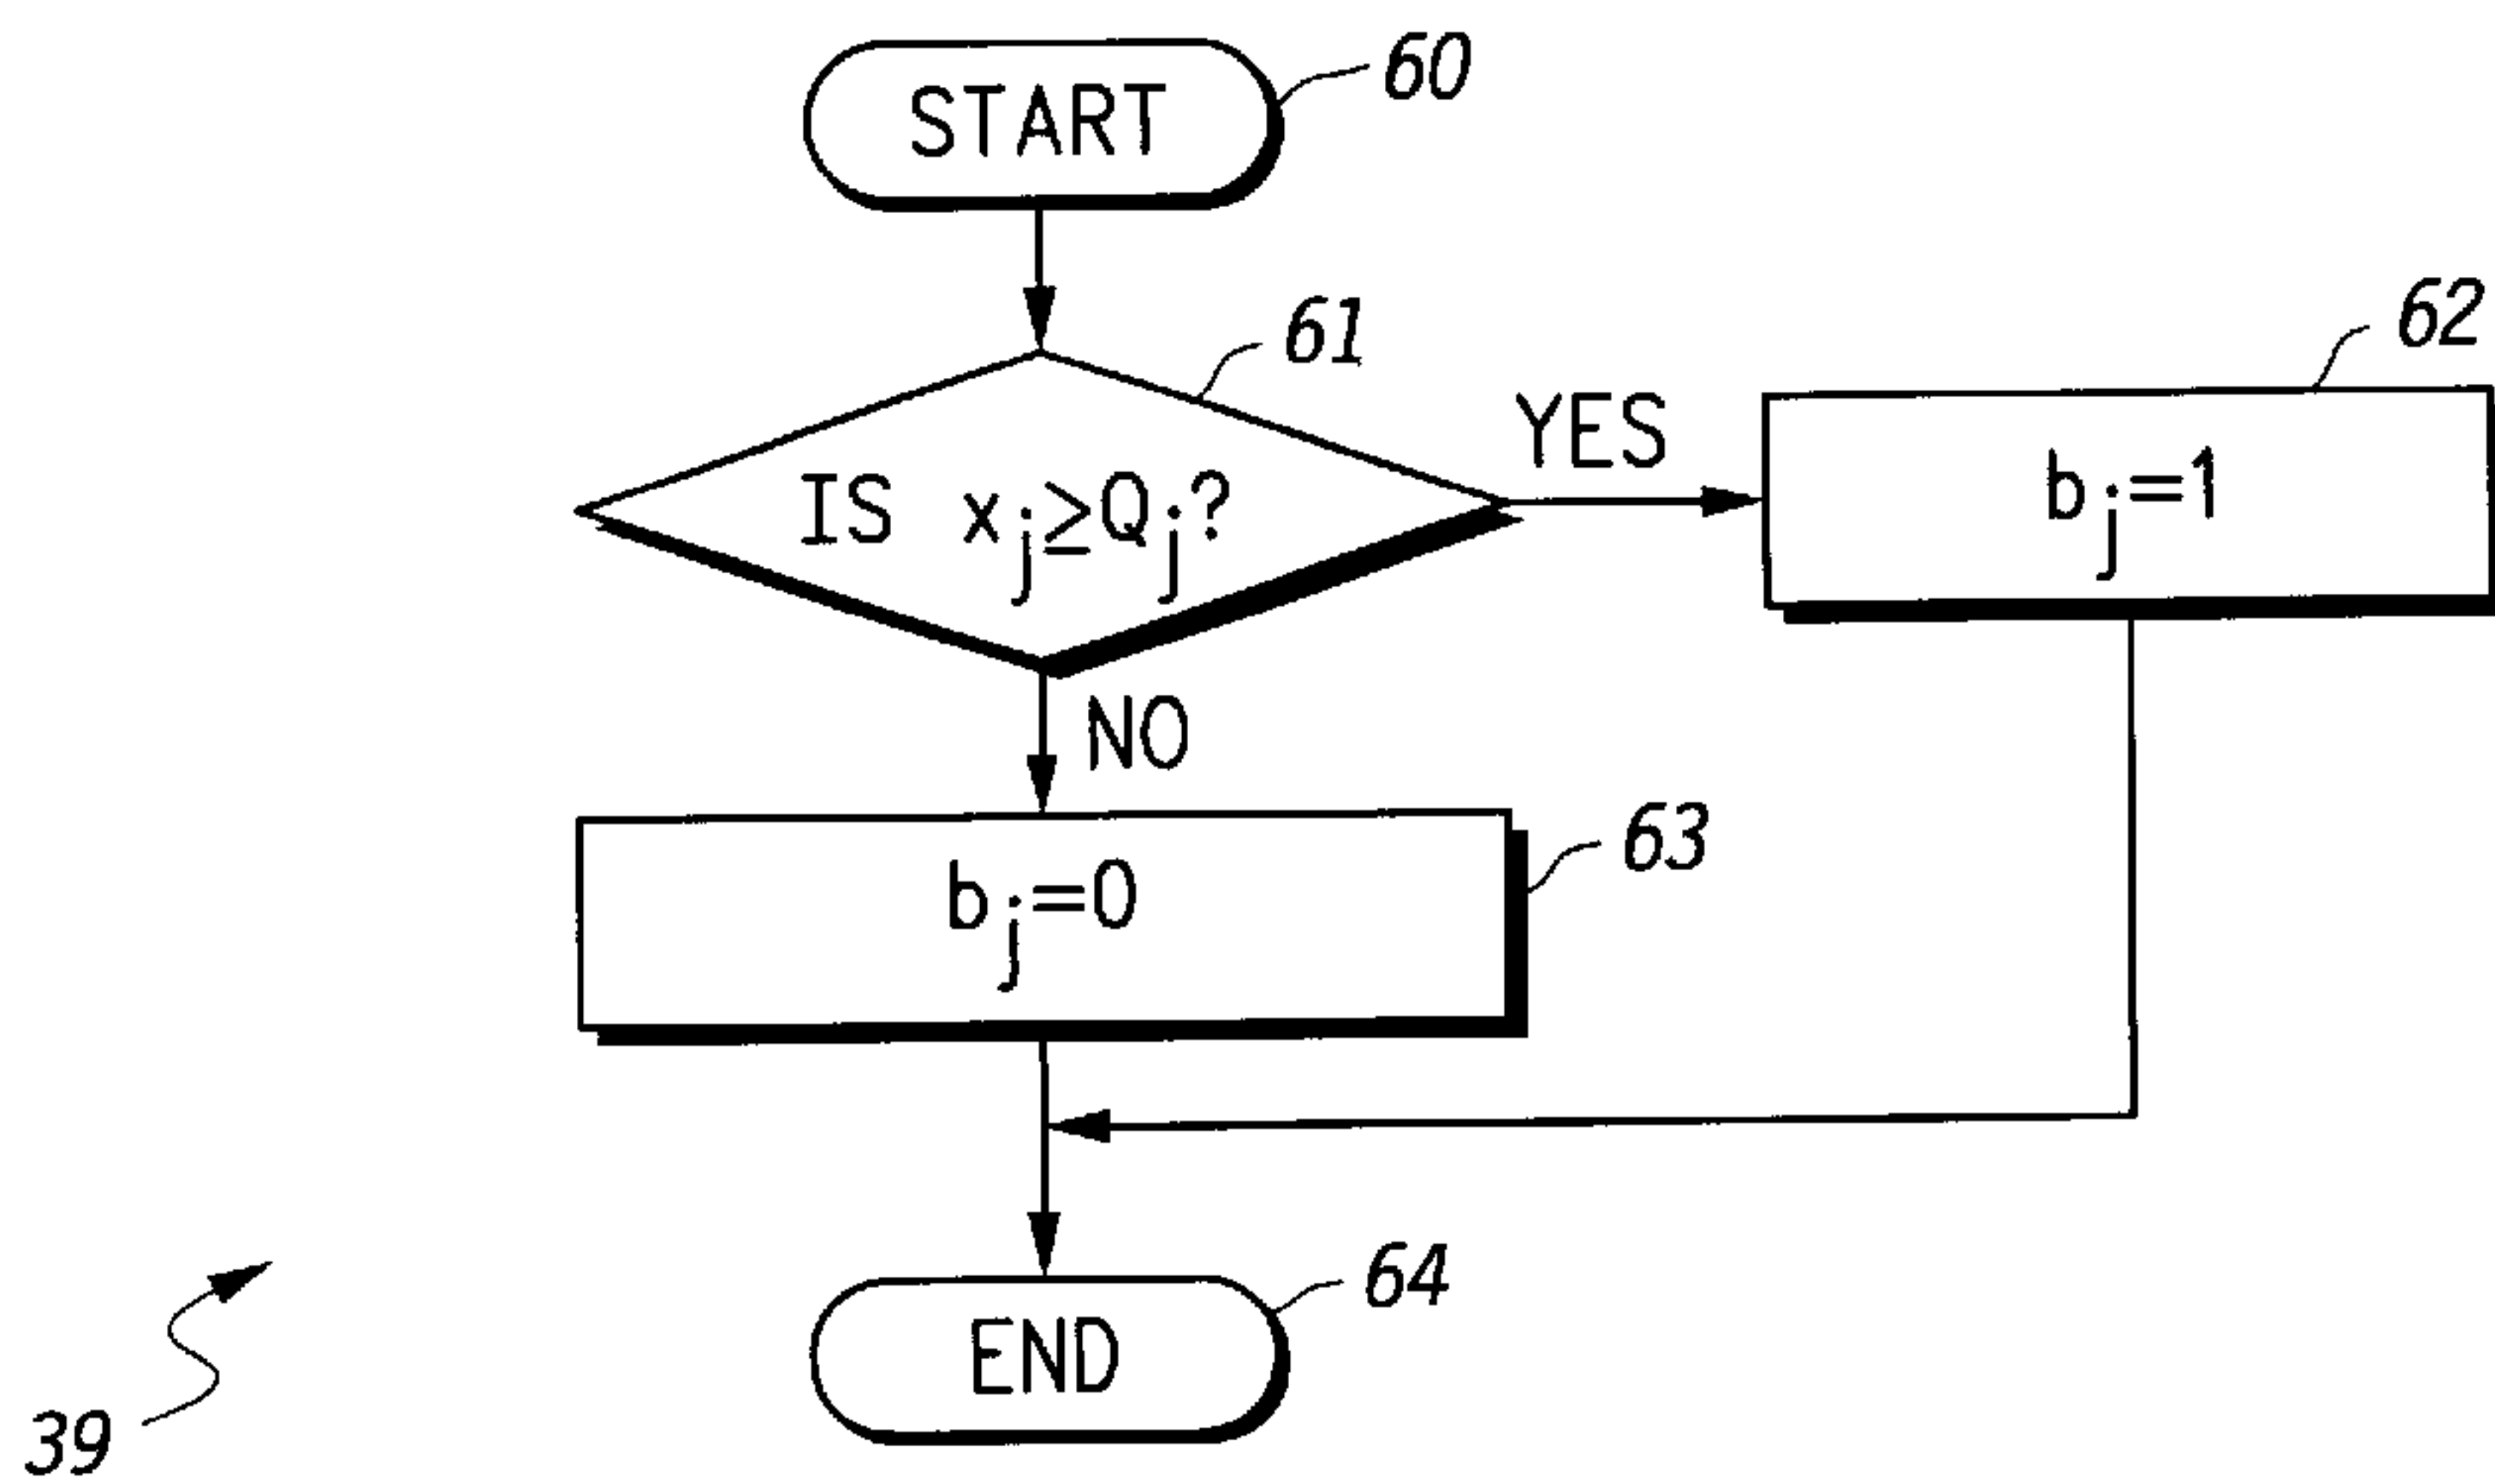 START
60
61
62
YES
IS xj≥Qj?
bj=1
NO
63
bj=0
64
END
39